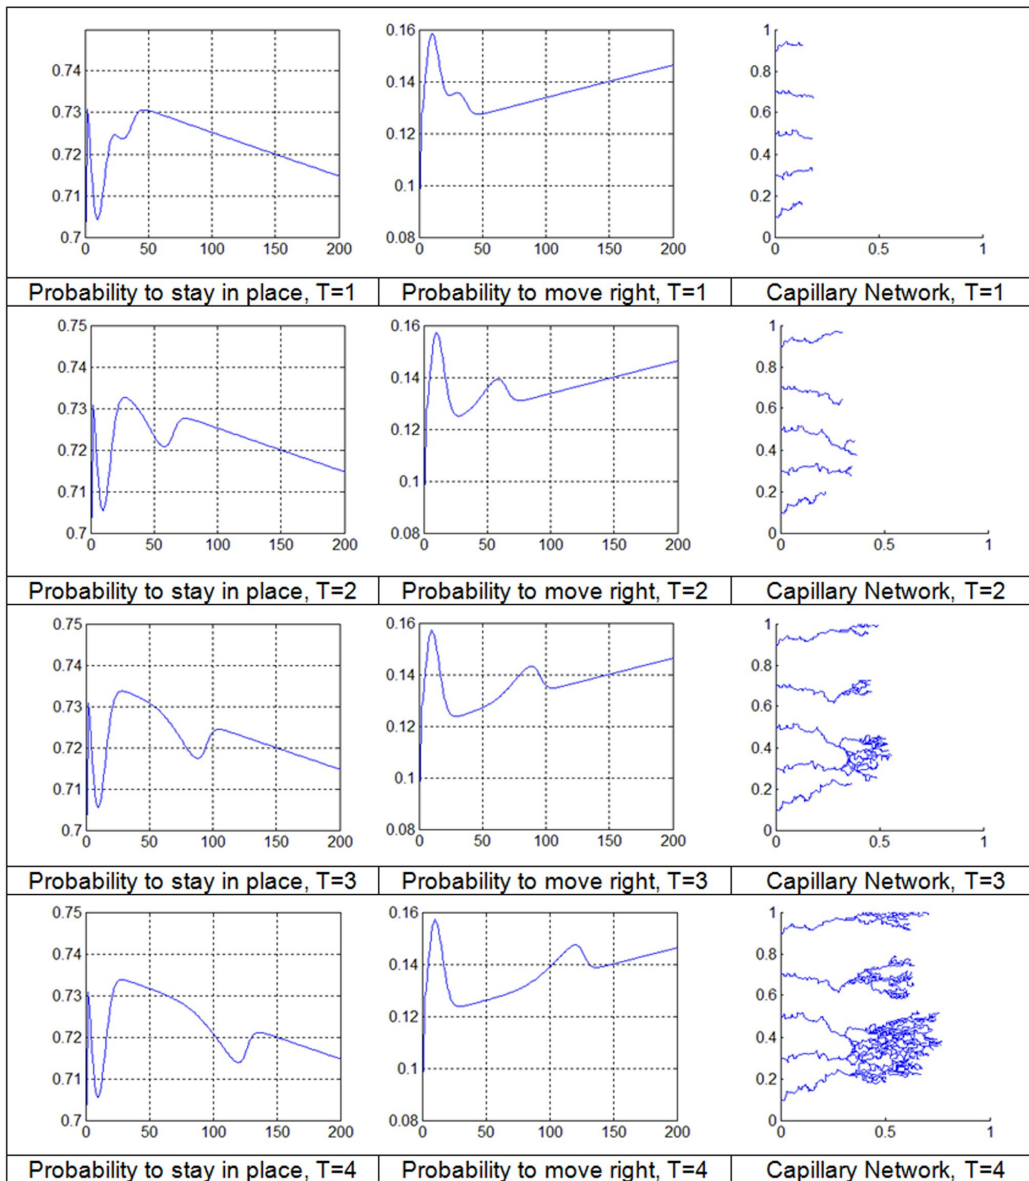 0.74
0.73
0.72
0.71
0.7
0 50 100 150 200
0.16
0.14
0.12
0.1
0.08
0 50 100 150 200
1
0.8
0.6
0.4
0.2
0
0 0.5 1
Probability to stay in place, T=1
Probability to move right, T=1
Capillary Network, T=1
0.75
0.74
0.73
0.72
0.71
0.7
0 50 100 150 200
0.16
0.14
0.12
0.1
0.08
0 50 100 150 200
1
0.8
0.6
0.4
0.2
0
0 0.5 1
Probability to stay in place, T=2
Probability to move right, T=2
Capillary Network, T=2
0.75
0.74
0.73
0.72
0.71
0.7
0 50 100 150 200
0.16
0.14
0.12
0.1
0.08
0 50 100 150 200
1
0.8
0.6
0.4
0.2
0
0 0.5 1
Probability to stay in place, T=3
Probability to move right, T=3
Capillary Network, T=3
0.75
0.74
0.73
0.72
0.71
0.7
0 50 100 150 200
0.16
0.14
0.12
0.1
0.08
0 50 100 150 200
1
0.8
0.6
0.4
0.2
0
0 0.5 1
Probability to stay in place, T=4
Probability to move right, T=4
Capillary Network, T=4